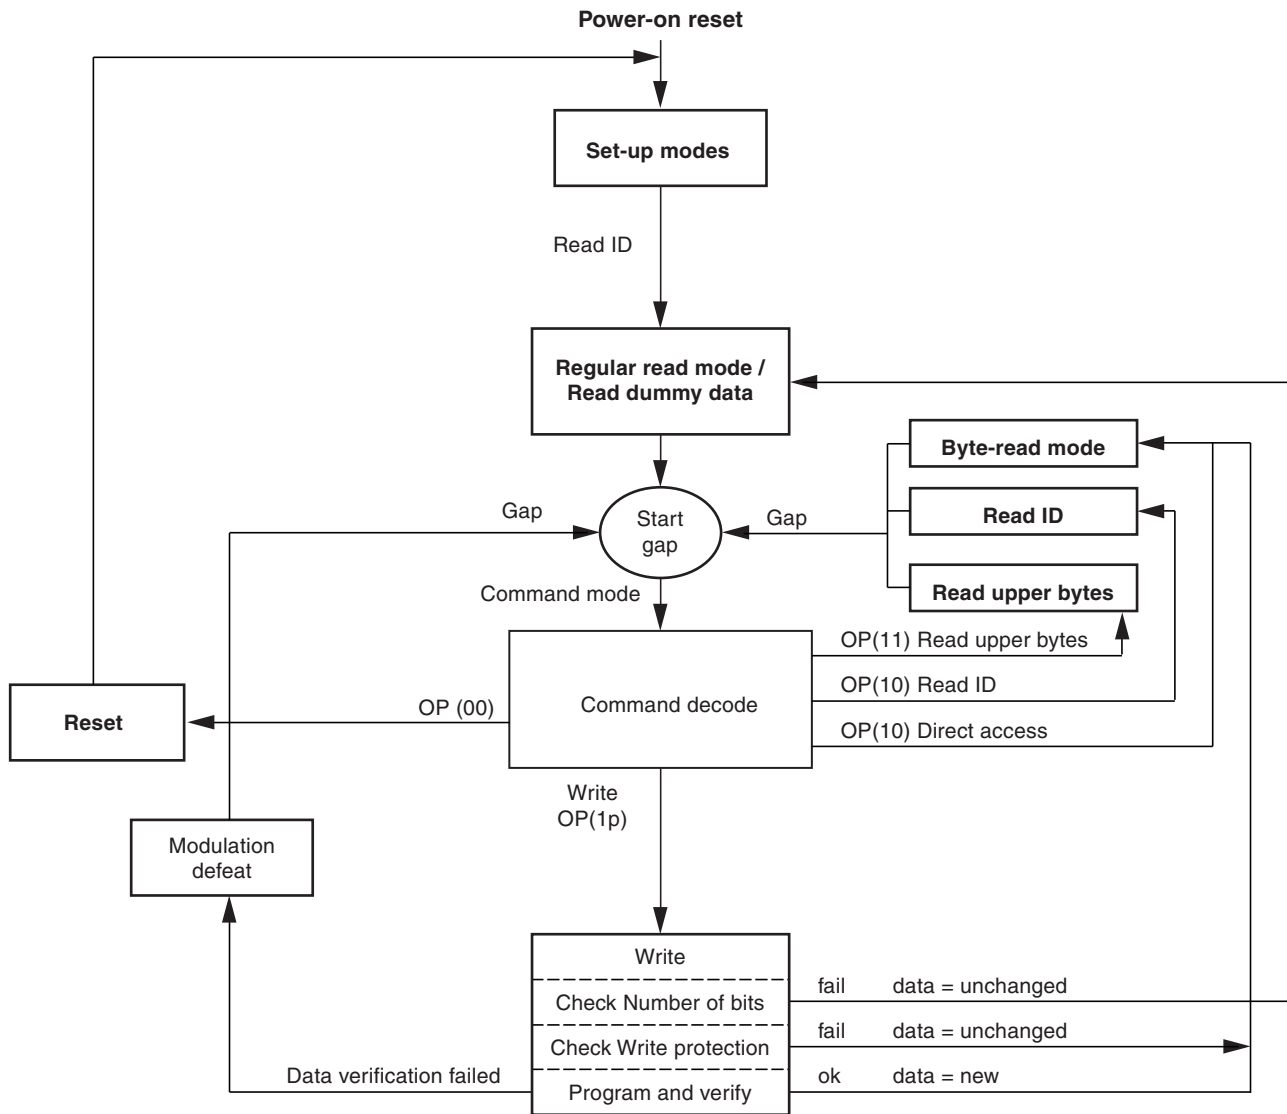 Power-on reset
Set-up modes
Read ID
Regular read mode /
Read dummy data
Byte-read mode
Gap
Start
gap
Gap
Read ID
Command mode
Read upper bytes
OP(11) Read upper bytes
OP(10) Read ID
OP(10) Direct access
Command decode
OP (00)
Reset
Write
OP(1p)
Modulation
defeat
Write
Check Number of bits
fail data = unchanged
Check Write protection
fail data = unchanged
Data verification failed
Program and verify
ok data = new